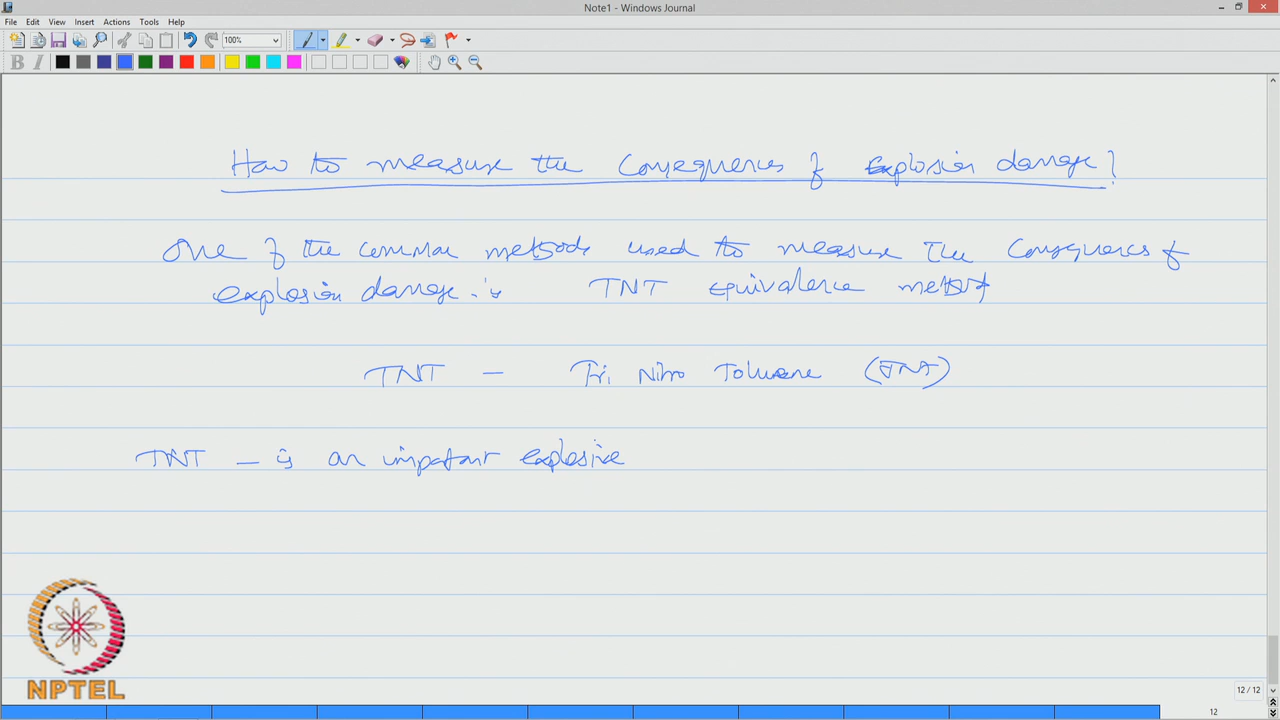 Note1 - Windows Journal
File Edit View Insert Actions Tools Help
100%
B I
How to measure the Consequences of explosion damage?
One of the common methods used to measure The Consequences of
explosion damage is TNT equivalence method
TNT - Tri Nitro Toluene (TNT)
TNT - is an important explosive
NPTEL
12 / 12
12